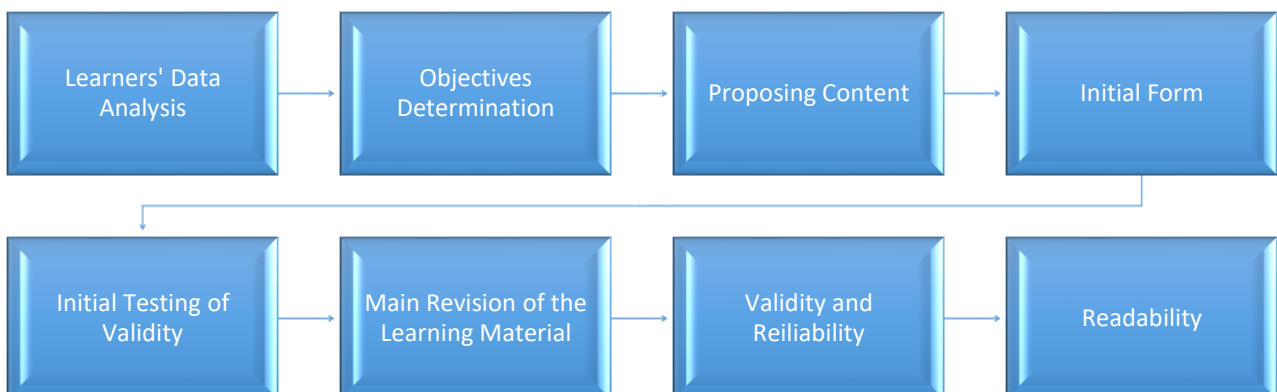 Learners' Data
Analysis
Objectives
Determination
Proposing Content
Initial Form
Initial Testing of
Validity
Main Revision of the
Learning Material
Validity and
Reiliability
Readability